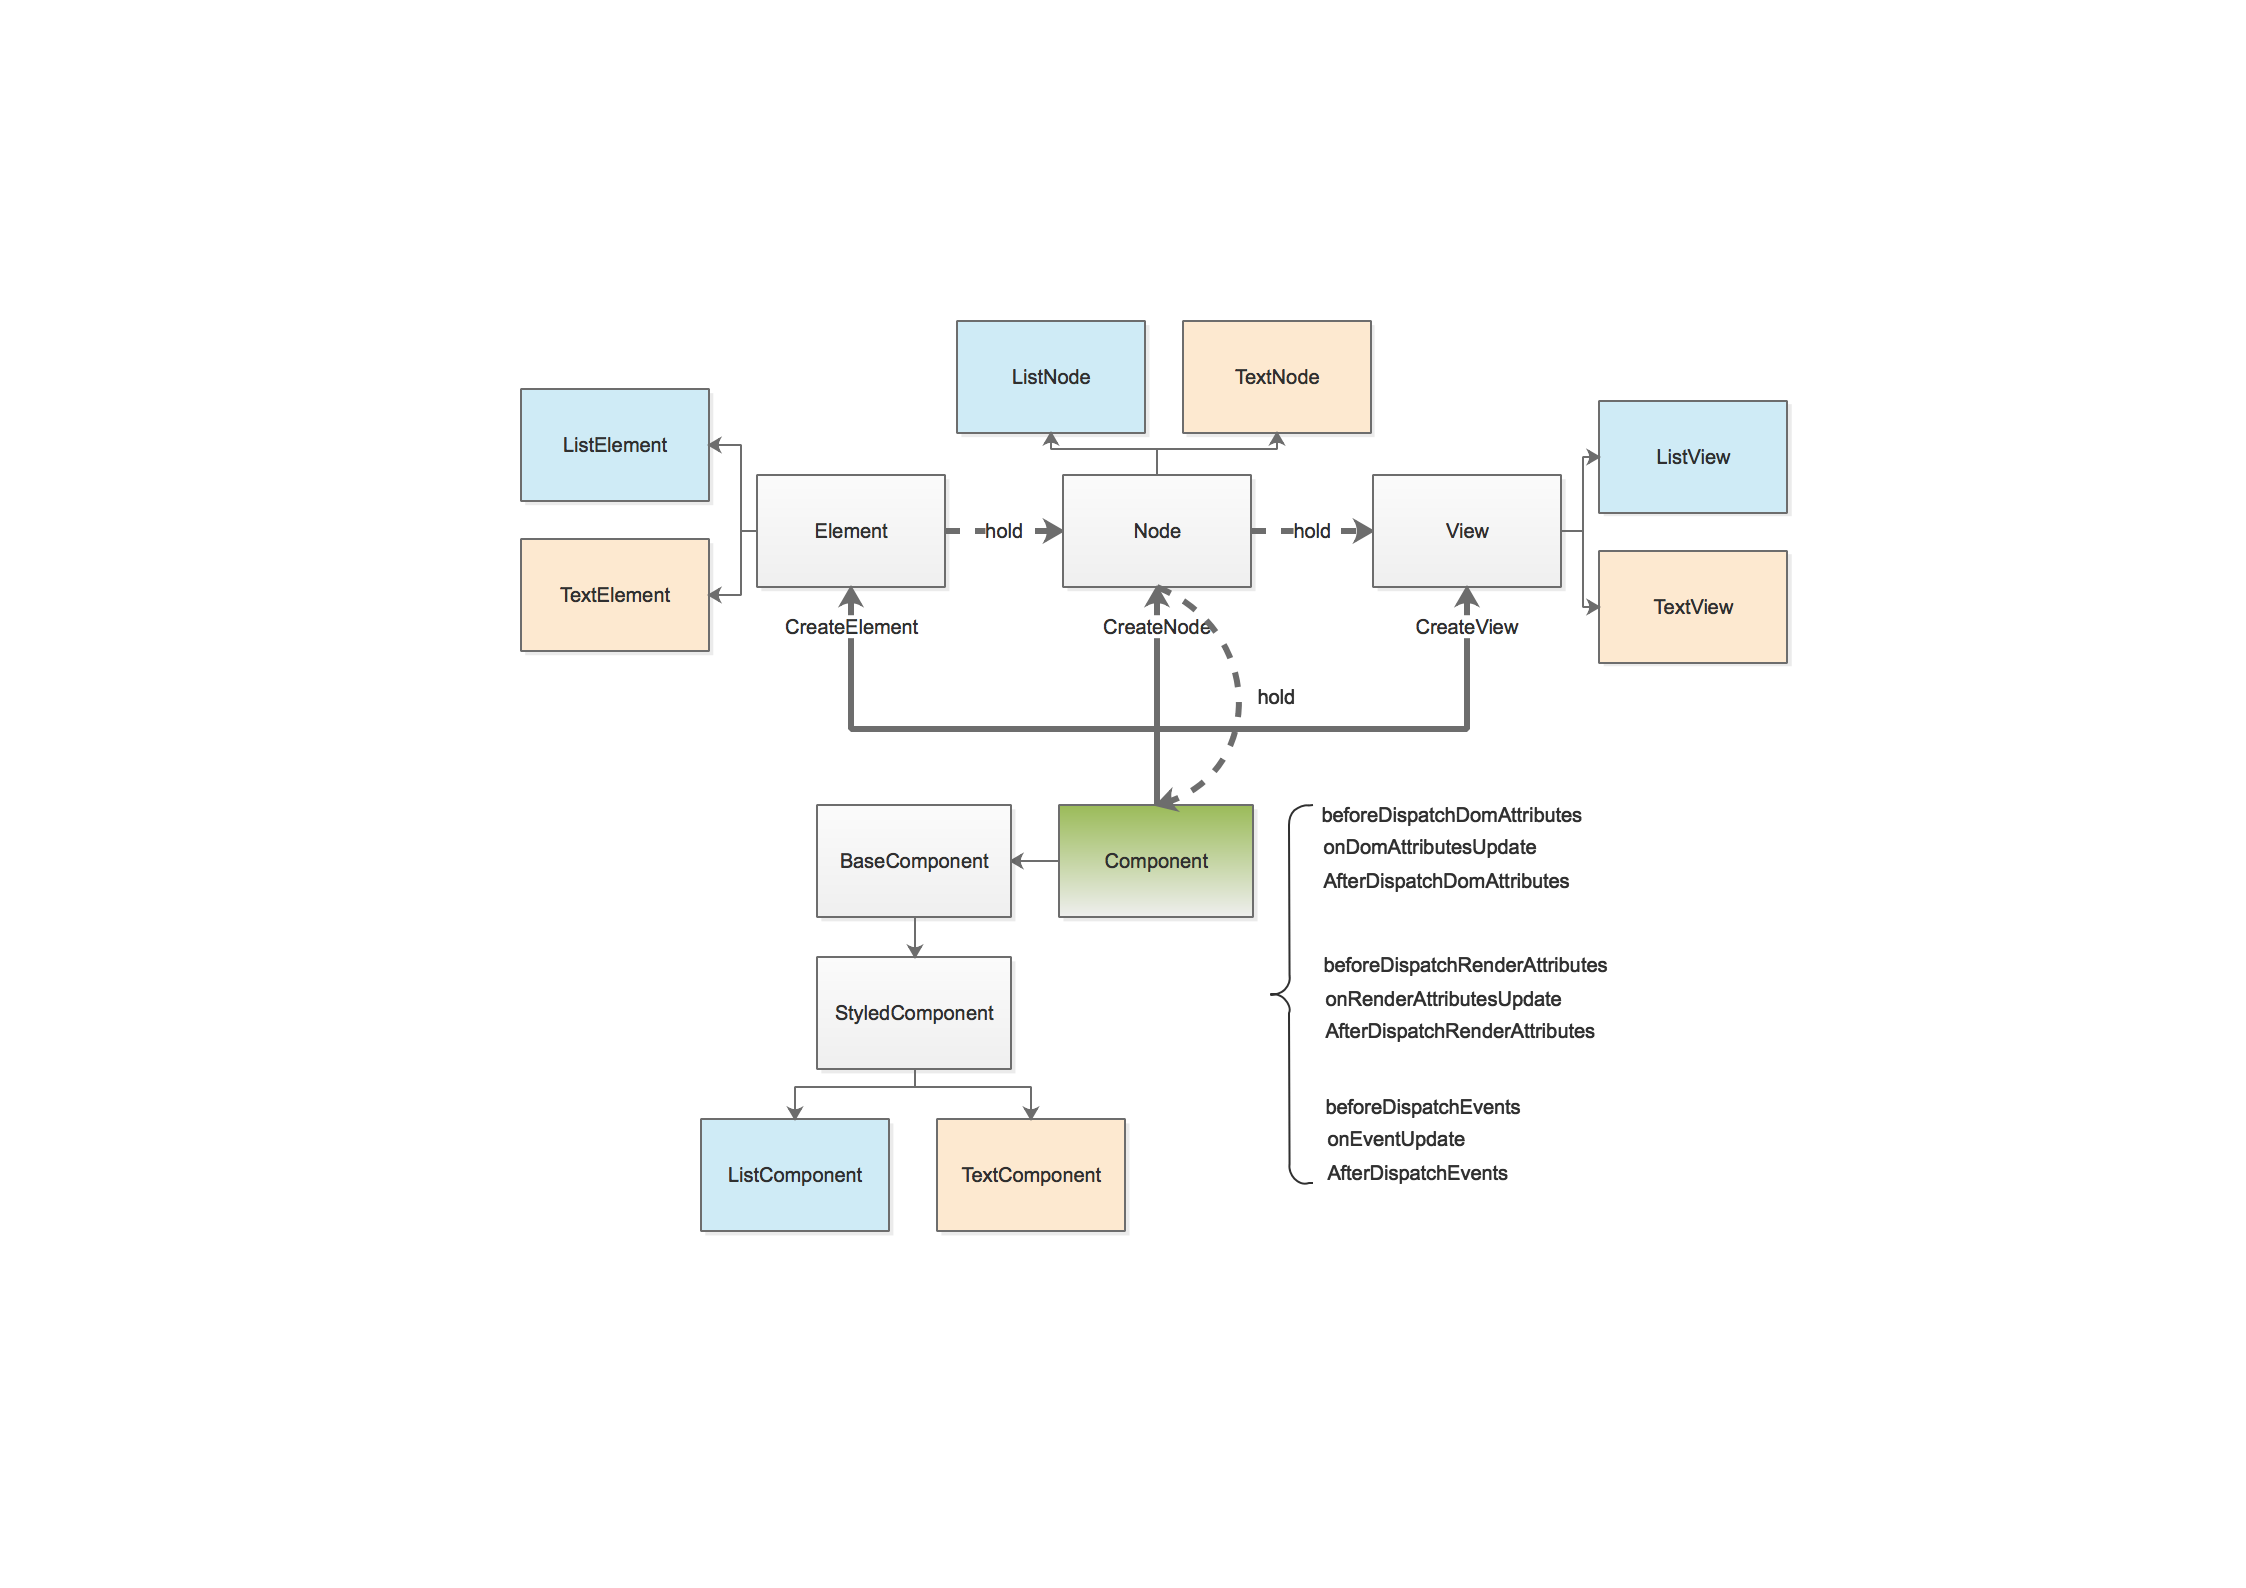 ListNode
TextNode
ListElement
ListView
Element
hold
Node
hold
View
TextElement
TextView
CreateElement
CreateNode
CreateView
hold
BaseComponent
Component
beforeDispatchDomAttributes
onDomAttributesUpdate
AfterDispatchDomAttributes
StyledComponent
beforeDispatchRenderAttributes
onRenderAttributesUpdate
AfterDispatchRenderAttributes
ListComponent
TextComponent
beforeDispatchEvents
onEventUpdate
AfterDispatchEvents